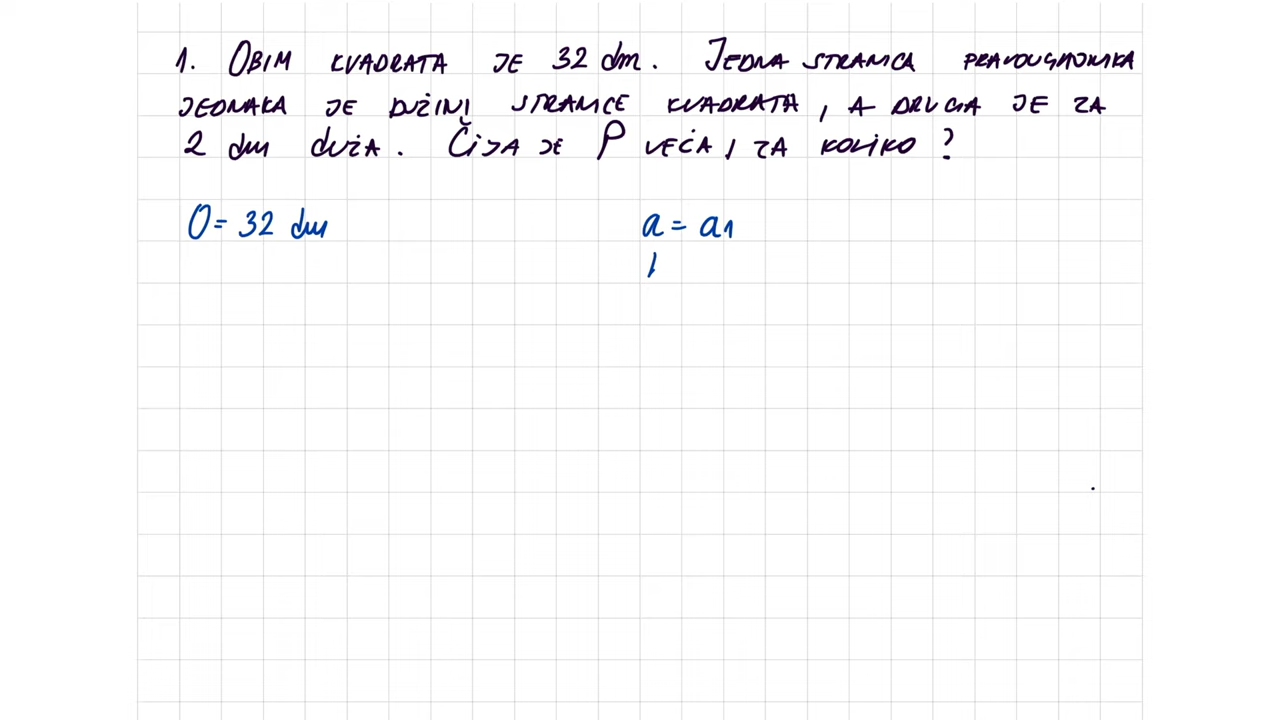 1. OBIM KVADRATA JE 32 dm. JEDNA STRANICA PRAVOUGAONIKA
JEDNAKA JE DUŽINI STRANICE KVADRATA, A DRUGA JE ZA
2 dm DUŽA. ČIJA JE P VEĆA, I ZA KOLIKO?
O = 32 dm
a = a1